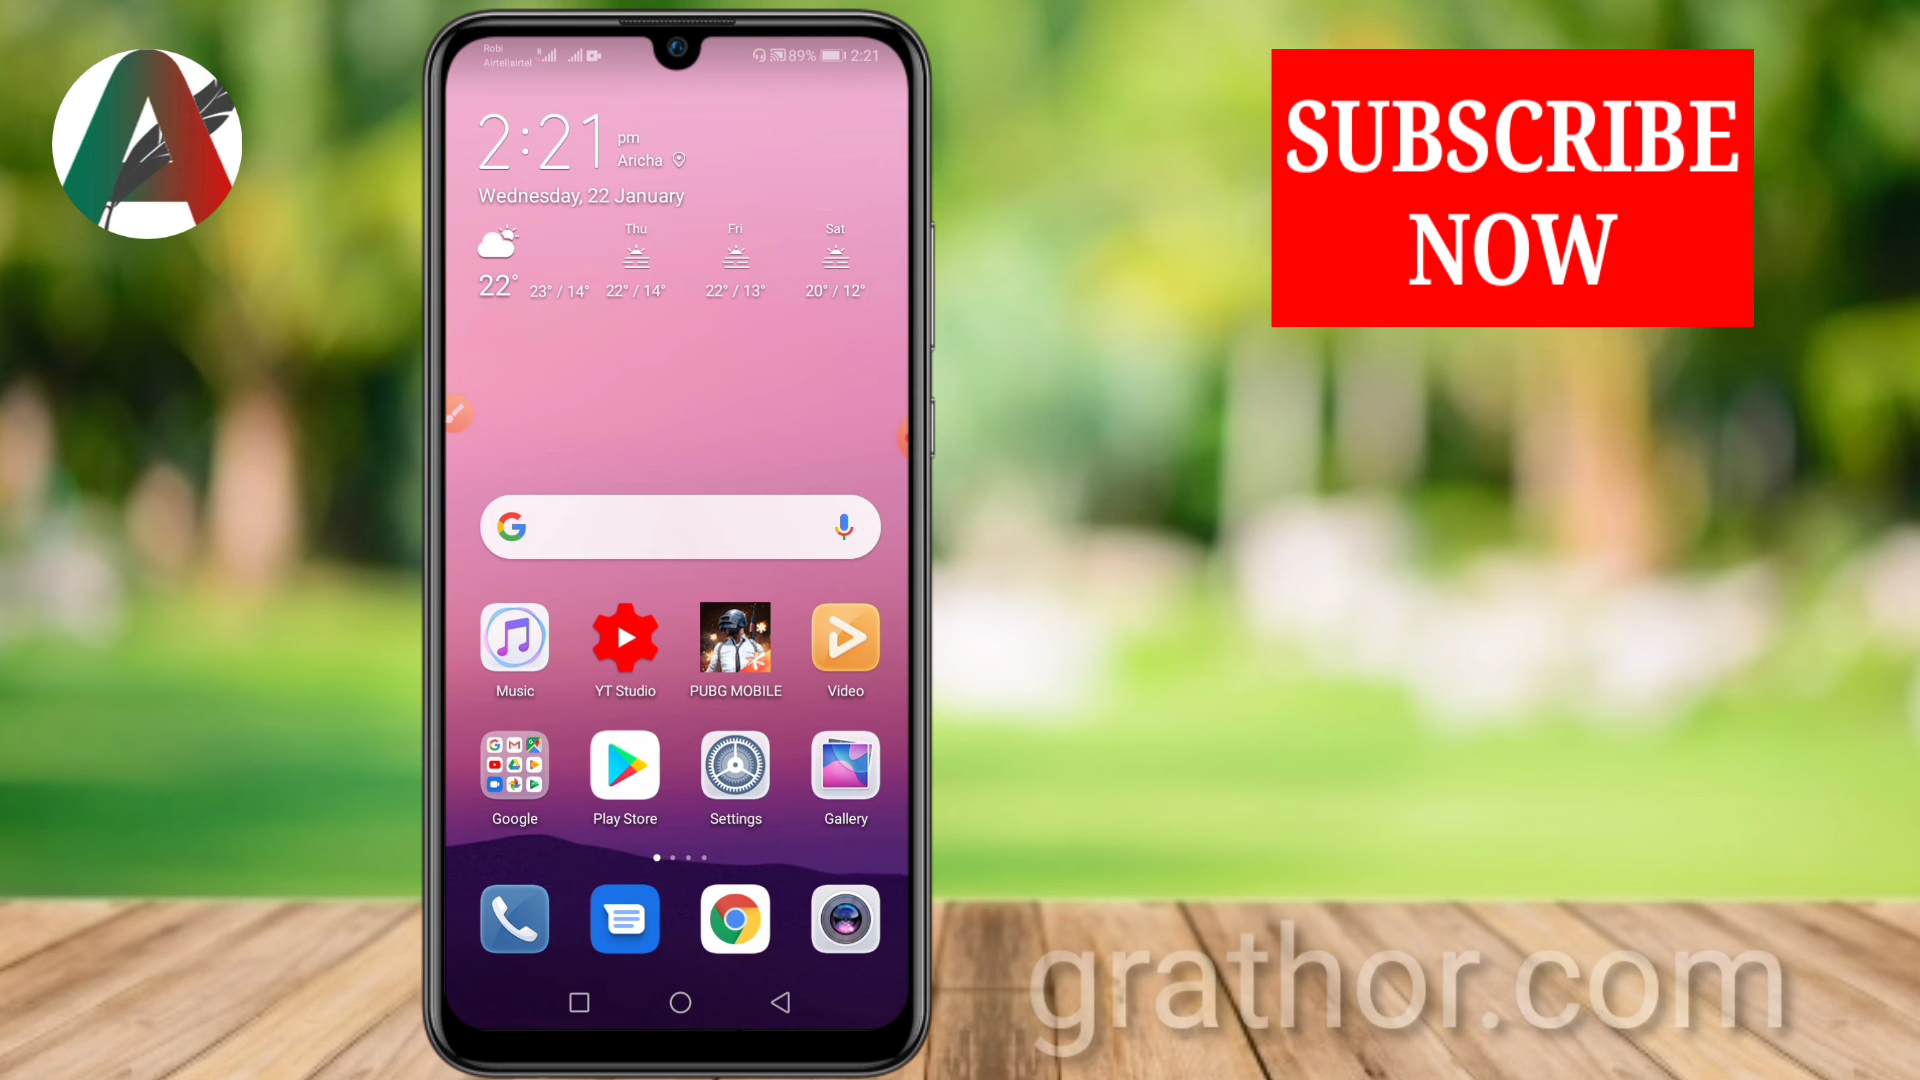 Robi
Airtel|airtel
89%
2:21
2:21
pm
Aricha
Wednesday, 22 January
Thu
Fri
Sat
22°
23° / 14°
22° / 14°
22° / 13°
20° / 12°
Music
YT Studio
PUBG MOBILE
Video
Google
Play Store
Settings
Gallery
SUBSCRIBE
NOW
grathor.com